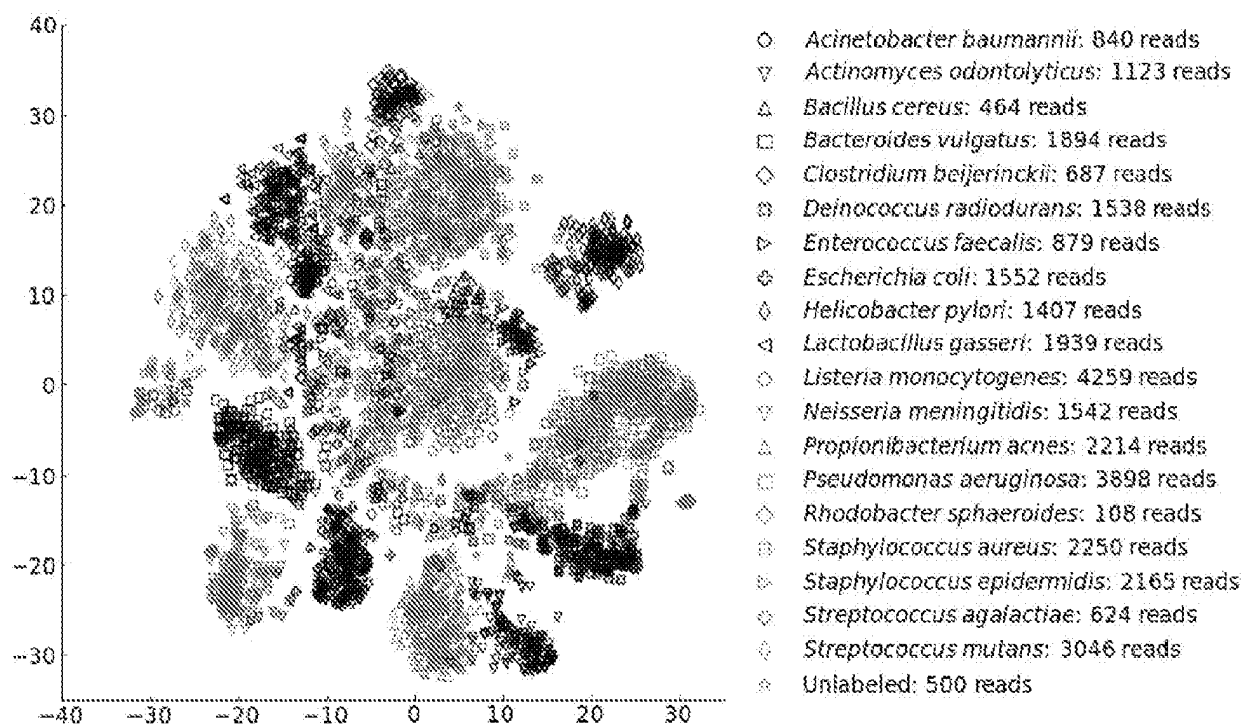 40
30
20
10
0
−10
−20
−30
−40
−30
−20
−10
0
10
20
30
Acinetobacter baumannii: 840 reads
Actinomyces odontolyticus: 1123 reads
Bacillus cereus: 464 reads
Bacteroides vulgatus: 1894 reads
Clostridium beijerinckii: 687 reads
Deinococcus radiodurans: 1538 reads
Enterococcus faecalis: 879 reads
Escherichia coli: 1552 reads
Helicobacter pylori: 1407 reads
Lactobacillus gasseri: 1939 reads
Listeria monocytogenes: 4259 reads
Neisseria meningitidis: 1542 reads
Propionibacterium acnes: 2214 reads
Pseudomonas aeruginosa: 3898 reads
Rhodobacter sphaeroides: 108 reads
Staphylococcus aureus: 2250 reads
Staphylococcus epidermidis: 2165 reads
Streptococcus agalactiae: 624 reads
Streptococcus mutans: 3046 reads
Unlabeled: 500 reads